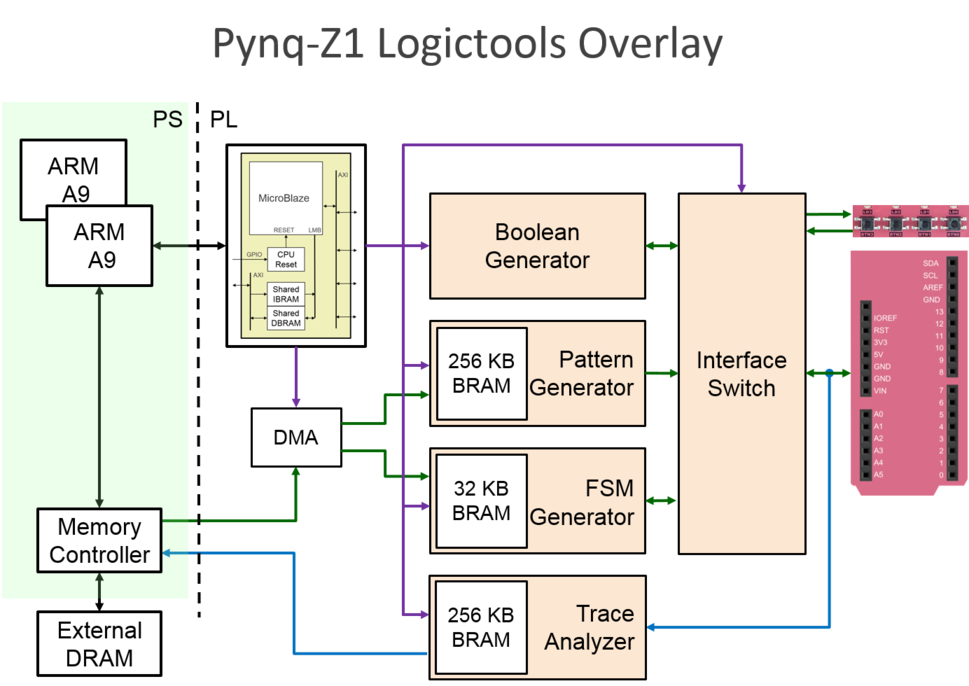 Pynq-Z1 Logictools Overlay
PS
PL
ARM
A9
ARM
A9
MicroBlaze
AXI
RESET
LMB
GPIO
CPU
Reset
AXI
Shared
IBRAM
Shared
DBRAM
Boolean
Generator
256 KB
BRAM
Pattern
Generator
DMA
32 KB
BRAM
FSM
Generator
256 KB
BRAM
Trace
Analyzer
Interface
Switch
Memory
Controller
External
DRAM
SDA
SCL
AREF
GND
13
12
11
10
9
8
IOREF
RST
3V3
5V
GND
GND
VIN
7
6
5
4
3
2
1
0
A0
A1
A2
A3
A4
A5